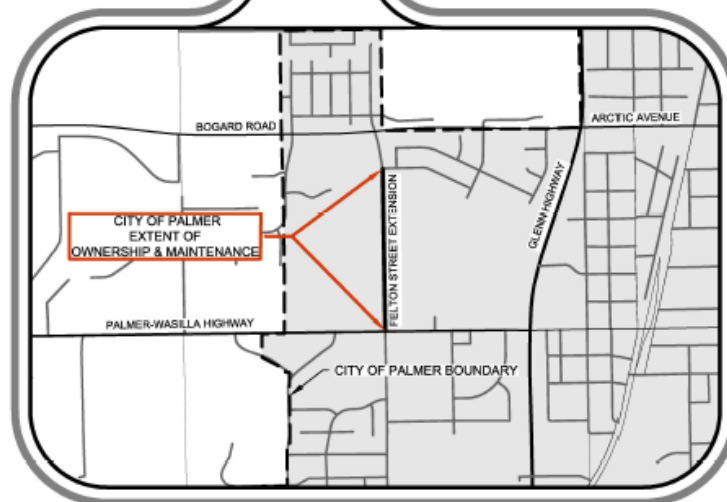 BOGARD ROAD
ARCTIC AVENUE
GLENN HIGHWAY
FELTON STREET EXTENSION
CITY OF PALMER
EXTENT OF
OWNERSHIP & MAINTENANCE
PALMER-WASILLA HIGHWAY
CITY OF PALMER BOUNDARY